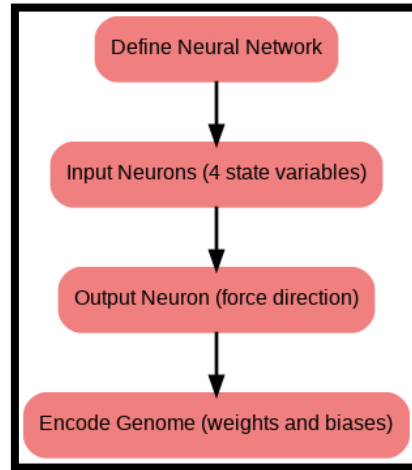 Define Neural Network
Input Neurons (4 state variables)
Output Neuron (force direction)
Encode Genome (weights and biases)